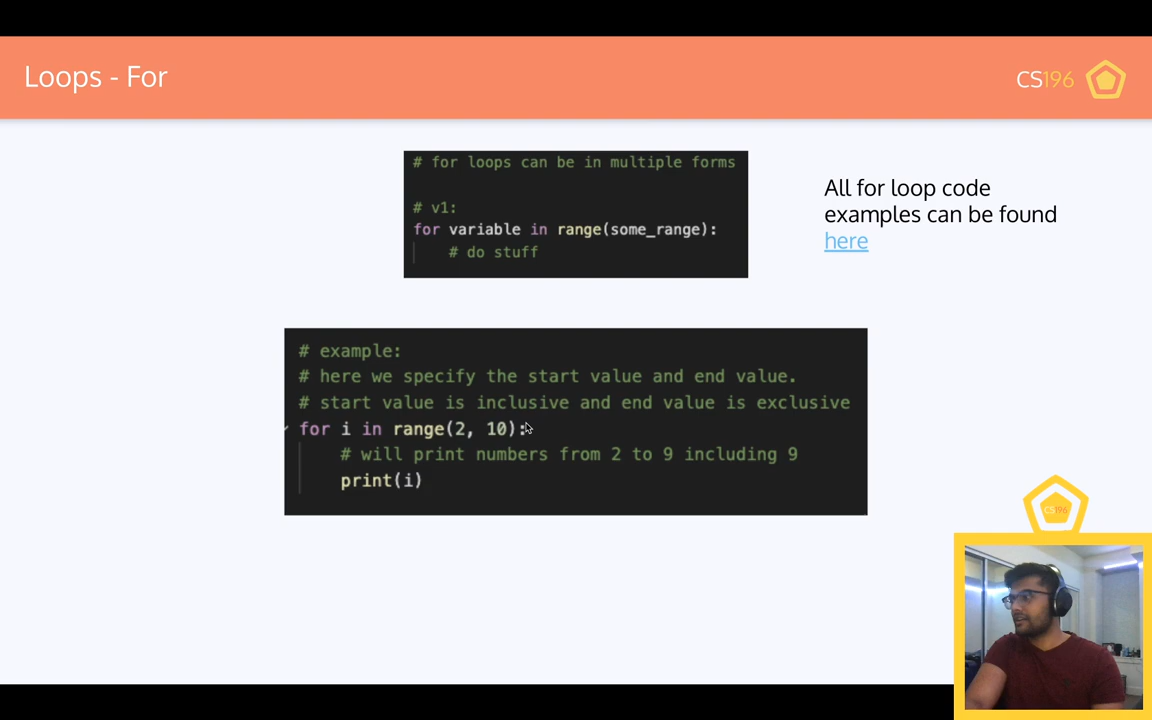 Loops - For
CS196
# for loops can be in multiple forms
# v1:
for variable in range(some_range):
# do stuff
All for loop code
examples can be found
here
# example:
# here we specify the start value and end value.
# start value is inclusive and end value is exclusive
for i in range(2, 10):
# will print numbers from 2 to 9 including 9
print(i)
CS196